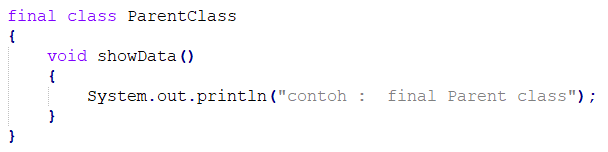 final class ParentClass
{
void showData()
{
System.out.println("contoh :  final Parent class");
}
}